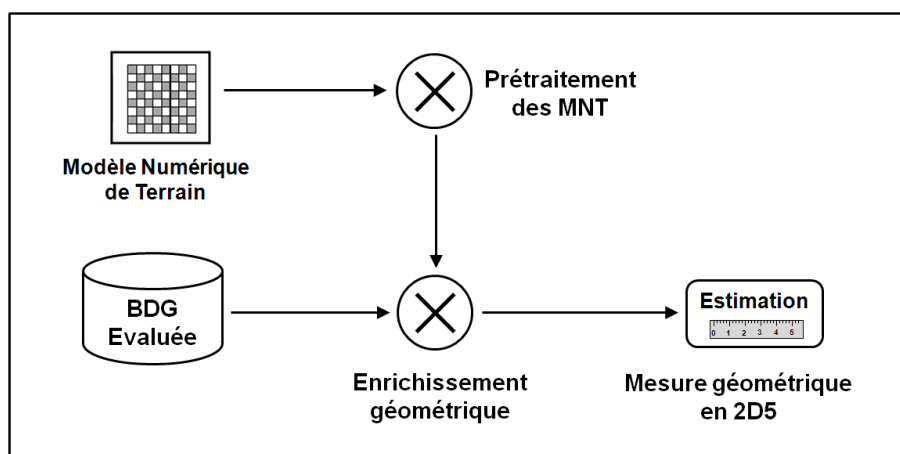 Prétraitement
des MNT
Modèle Numérique
de Terrain
BDG
Evaluée
Estimation
0 1 2 3 4 5
Enrichissement
géométrique
Mesure géométrique
en 2D5